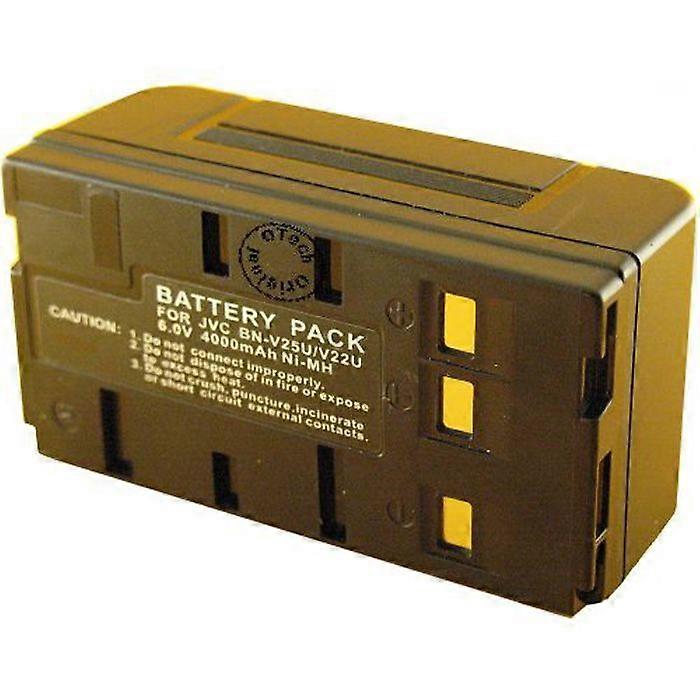 OTech
Origical
BATTERY PACK
FOR JVC BN-V25U/V22U
6.0V 4000mAh Ni-MH
CAUTION:
1. Do not connect improperly.
2. Do not dispose of in fire or expose
to excess heat.
3. Do not crush, puncture, incinerate
or short circuit external contacts.